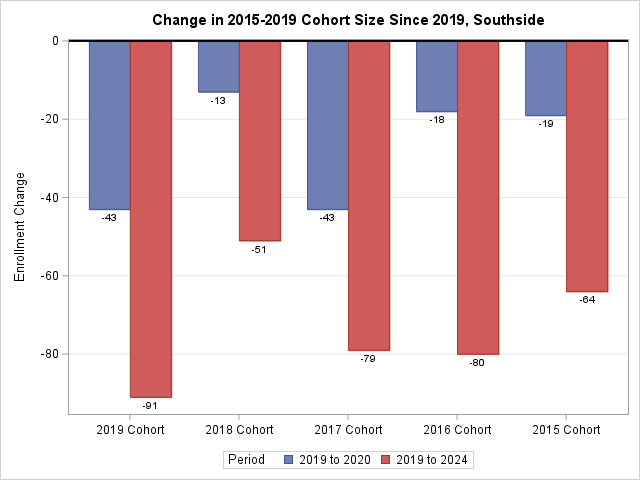 Change in 2015-2019 Cohort Size Since 2019, Southside
Enrollment Change
0
-20
-40
-60
-80
-43
-91
-13
-51
-43
-79
-18
-80
-19
-64
2019 Cohort
2018 Cohort
2017 Cohort
2016 Cohort
2015 Cohort
Period 2019 to 2020 2019 to 2024